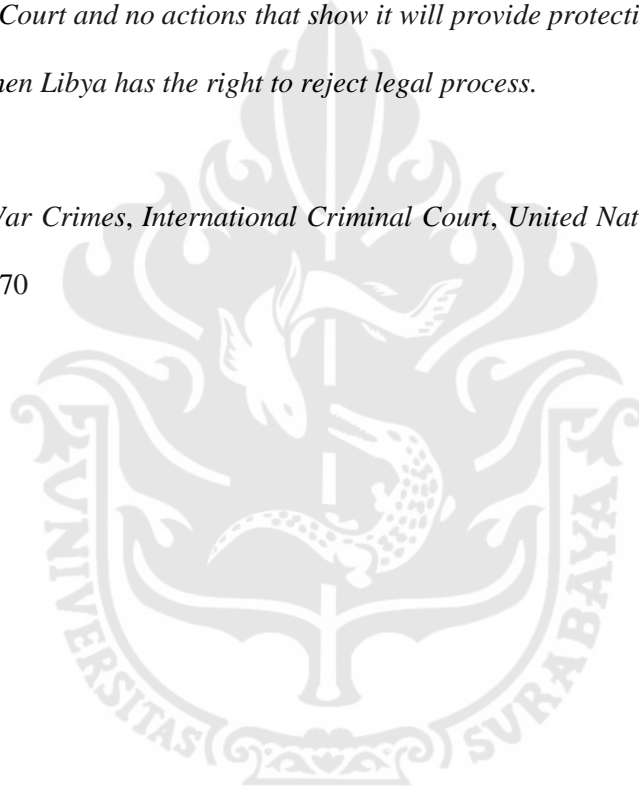 Court and no actions that show it will provide protecti
hen Libya has the right to reject legal process.
Var Crimes, International Criminal Court, United Nat
70
UNIVERSITAS SURABAYA